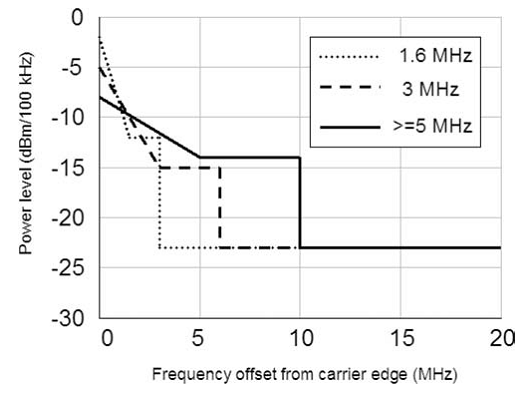 0
-5
-10
-15
-20
-25
-30
Power level (dBm/100 kHz)
1.6 MHz
3 MHz
>=5 MHz
0 5 10 15 20
Frequency offset from carrier edge (MHz)